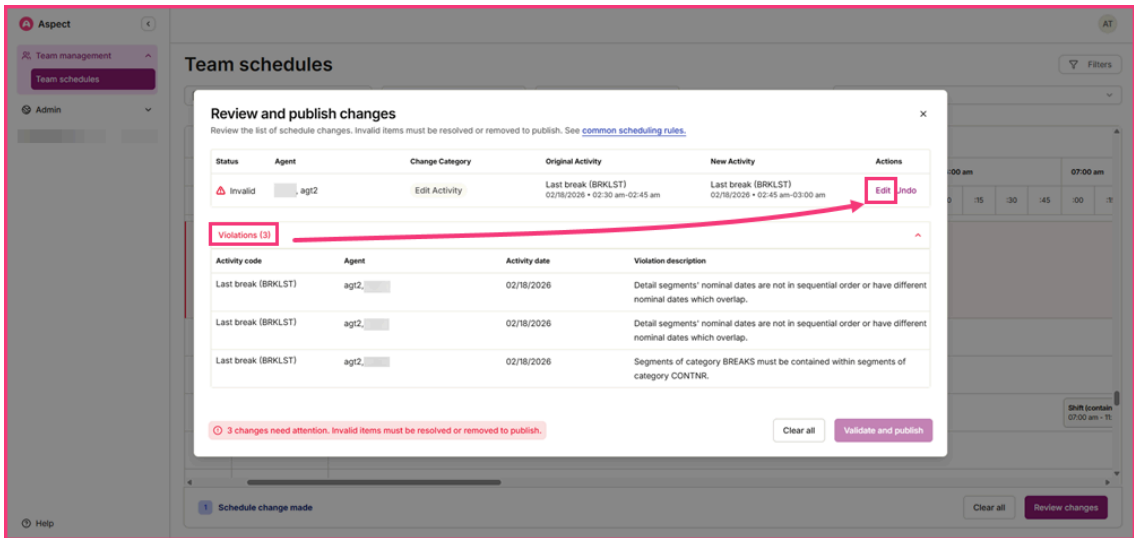 Aspect
AT
Team management
Team schedules
Admin
Team schedules
Filters
Review and publish changes
Review the list of schedule changes. Invalid items must be resolved or removed to publish. See common scheduling rules.
Status Agent Change Category Original Activity New Activity Actions
Invalid , agt2 Edit Activity Last break (BRKLST) Last break (BRKLST) Edit Undo
02/18/2026 • 02:30 am-02:45 am 02/18/2026 • 02:45 am-03:00 am
Violations (3)
Activity code Agent Activity date Violation description
Last break (BRKLST) agt2, 02/18/2026 Detail segments' nominal dates are not in sequential order or have different
nominal dates which overlap.
Last break (BRKLST) agt2, 02/18/2026 Detail segments' nominal dates are not in sequential order or have different
nominal dates which overlap.
Last break (BRKLST) agt2, 02/18/2026 Segments of category BREAKS must be contained within segments of
category CONTNR.
3 changes need attention. Invalid items must be resolved or removed to publish.
Clear all Validate and publish
:00 am 07:00 am
:15 :30 :45 :00
Shift (contain
07:00 am - 11:
1 Schedule change made
Clear all Review changes
Help